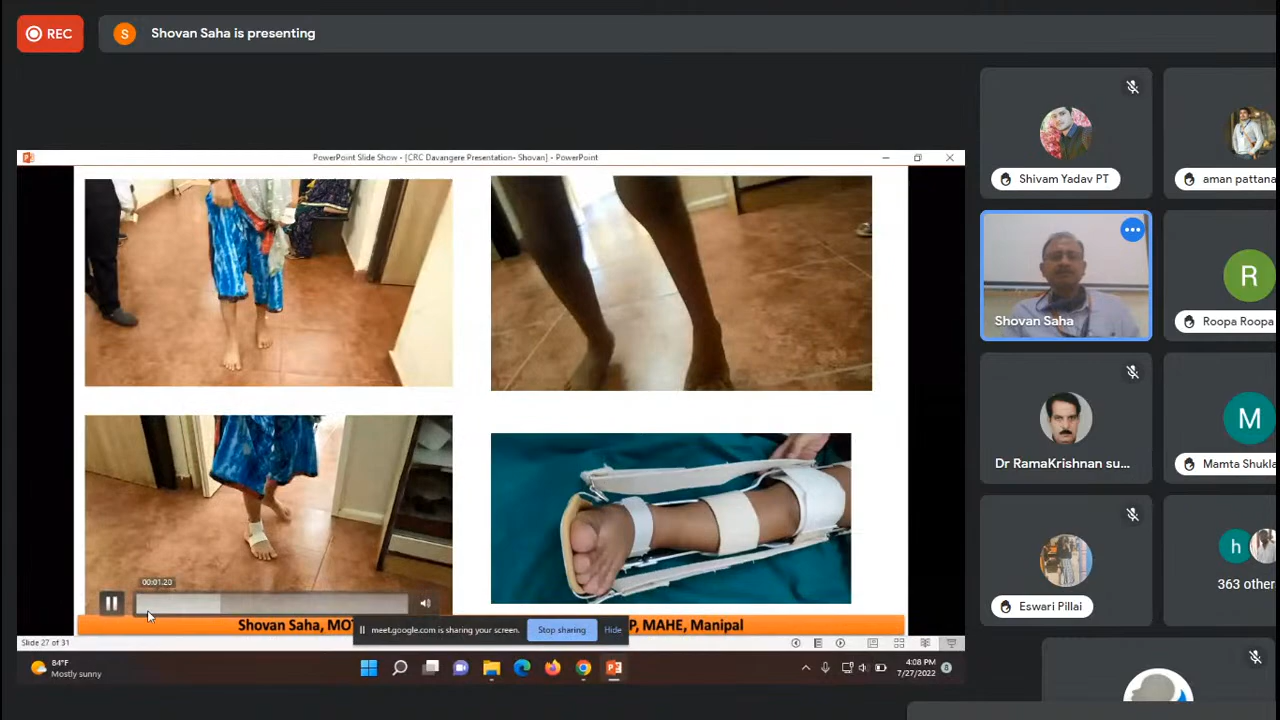 REC
S
Shovan Saha is presenting
PowerPoint Slide Show - [CRC Davangere Presentation- Shovan] - PowerPoint
00:01.20
Shovan Saha, MOT
P, MAHE, Manipal
meet.google.com is sharing your screen.
Stop sharing
Hide
Slide 27 of 31
84°F
Mostly sunny
4:08 PM
7/27/2022
8
Shivam Yadav PT
aman pattana
Shovan Saha
R
Roopa Roopa
Dr RamaKrishnan su...
M
Mamta Shukla
Eswari Pillai
h
363 other